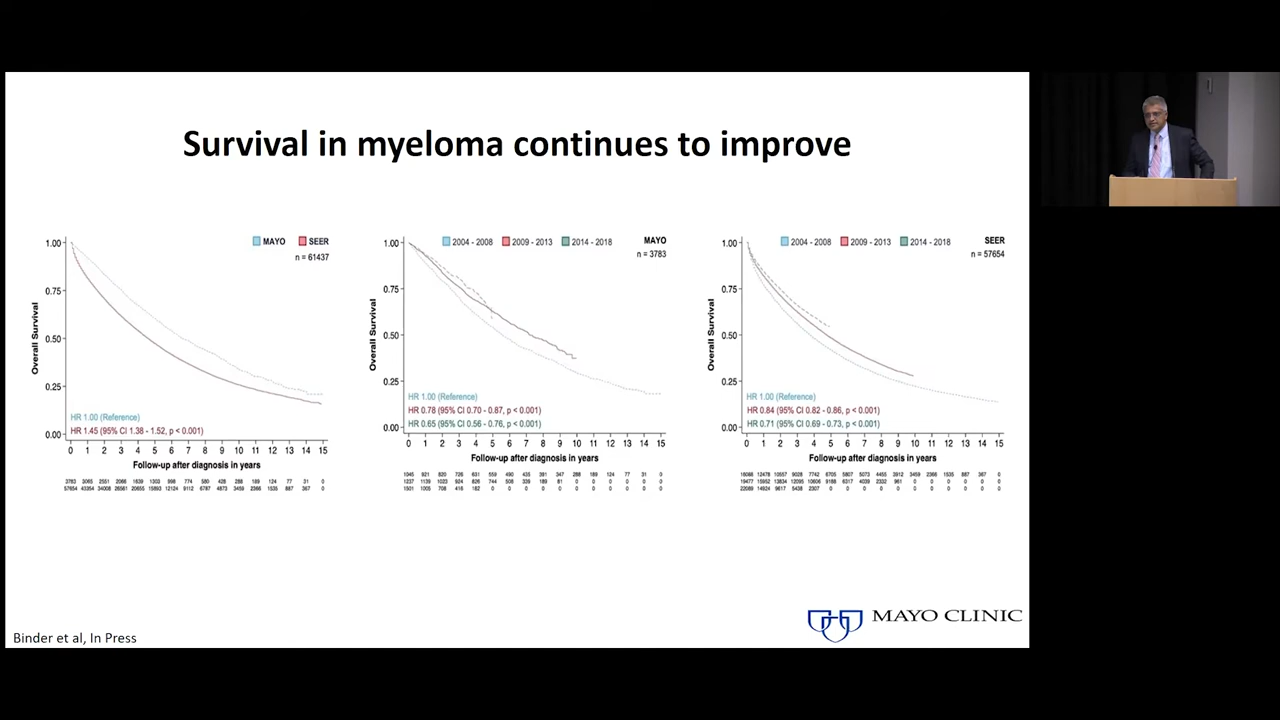 Survival in myeloma continues to improve
MAYO SEER
n = 61437
1.00
0.75
0.50
0.25
0.00
Overall Survival
HR 1.00 (Reference)
HR 1.45 (95% CI 1.38 - 1.52, p < 0.001)
0 1 2 3 4 5 6 7 8 9 10 11 12 13 14 15
Follow-up after diagnosis in years
2004 - 2008 2009 - 2013 2014 - 2018
MAYO
n = 3783
1.00
0.75
0.50
0.25
0.00
Overall Survival
HR 1.00 (Reference)
HR 0.78 (95% CI 0.70 - 0.87, p < 0.001)
HR 0.65 (95% CI 0.56 - 0.76, p < 0.001)
0 1 2 3 4 5 6 7 8 9 10 11 12 13 14 15
Follow-up after diagnosis in years
2004 - 2008 2009 - 2013 2014 - 2018
SEER
n = 57654
1.00
0.75
0.50
0.25
0.00
Overall Survival
HR 1.00 (Reference)
HR 0.84 (95% CI 0.82 - 0.86, p < 0.001)
HR 0.71 (95% CI 0.69 - 0.73, p < 0.001)
0 1 2 3 4 5 6 7 8 9 10 11 12 13 14 15
Follow-up after diagnosis in years
MAYO CLINIC
Binder et al, In Press